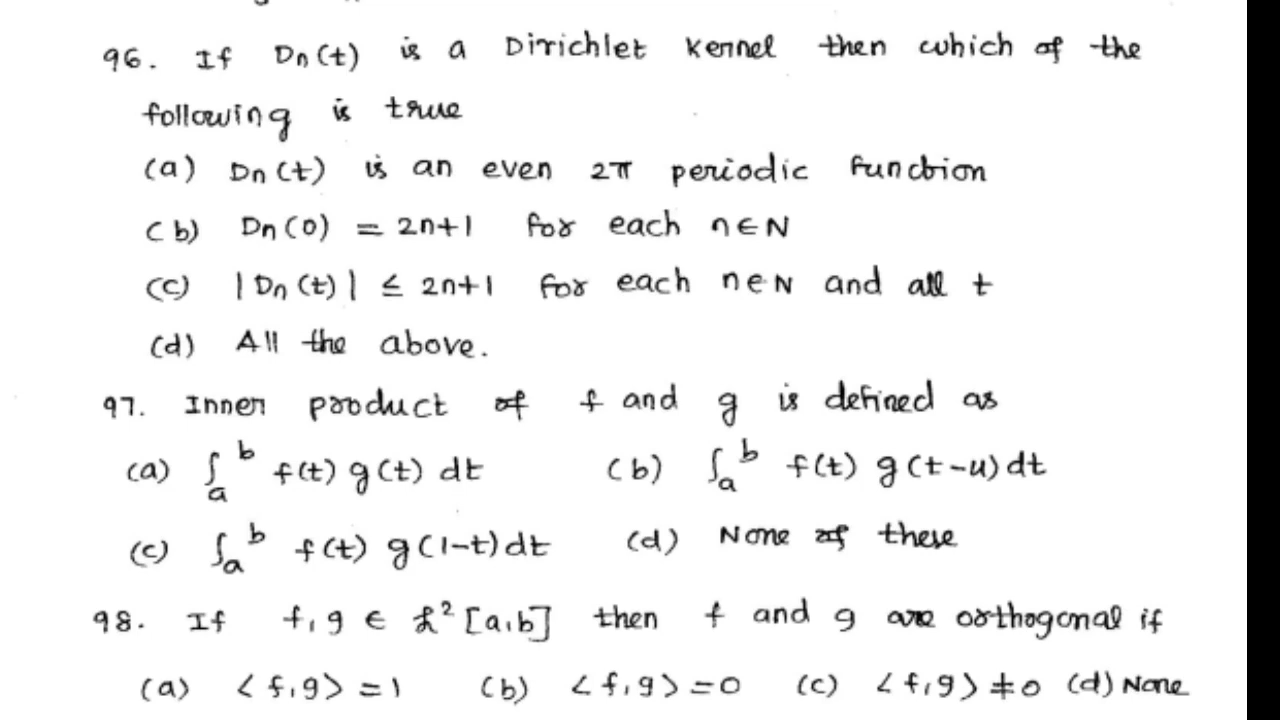 96. If Dn(t) is a Dirichlet Kernel then which of the
following is true
(a) Dn(t) is an even 2π periodic function
(b) Dn(0) = 2n+1 for each n∈N
(c) |Dn(t)| ≤ 2n+1 for each n∈N and all t
(d) All the above.
97. Inner product of f and g is defined as
(a) ∫ₐᵇ f(t) g(t) dt (b) ∫ₐᵇ f(t) g(t-u) dt
(c) ∫ₐᵇ f(t) g(1-t) dt (d) None of these
98. If f,g ∈ ℒ²[a,b] then f and g are orthogonal if
(a) <f,g> =1 (b) <f,g> =0 (c) <f,g> ≠0 (d) None